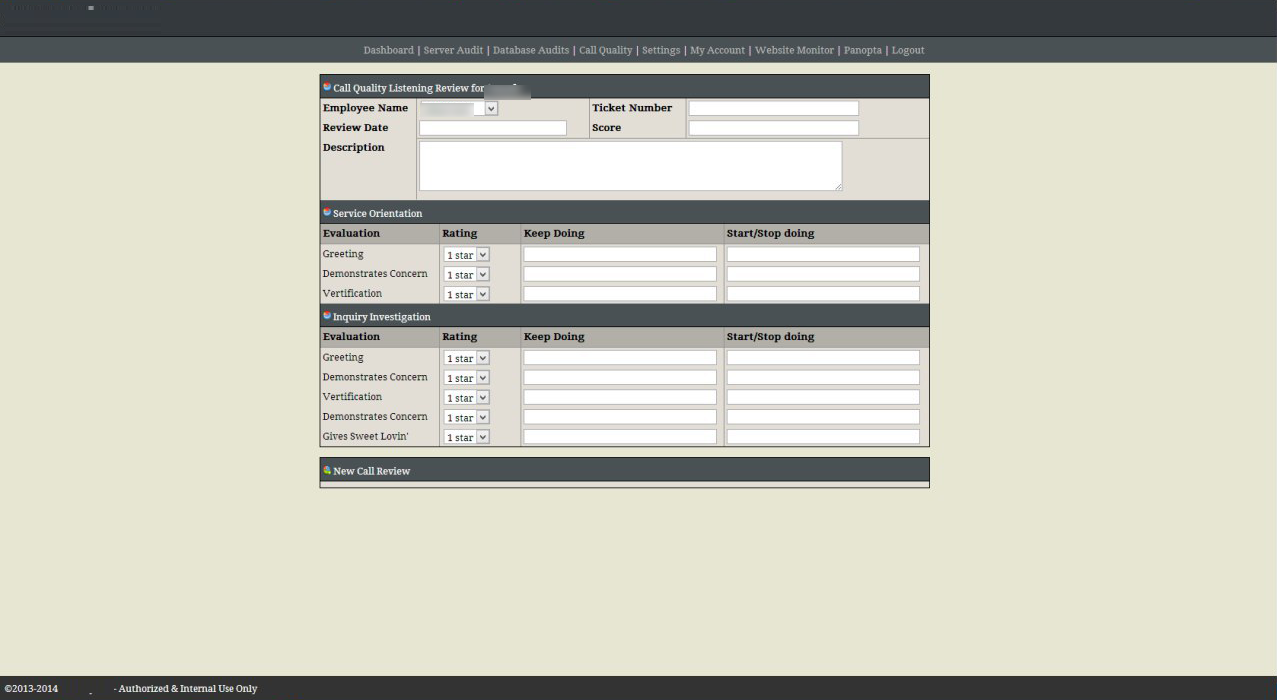 Dashboard | Server Audit | Database Audits | Call Quality | Settings | My Account | Website Monitor | Panopta | Logout
Call Quality Listening Review for
Employee Name Ticket Number
Review Date Score
Description
Service Orientation
Evaluation Rating Keep Doing Start/Stop doing
Greeting 1 star
Demonstrates Concern 1 star
Vertification 1 star
Inquiry Investigation
Evaluation Rating Keep Doing Start/Stop doing
Greeting 1 star
Demonstrates Concern 1 star
Vertification 1 star
Demonstrates Concern 1 star
Gives Sweet Lovin' 1 star
New Call Review
©2013-2014 - Authorized & Internal Use Only